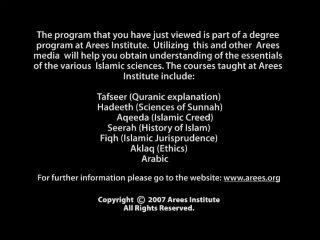 The program that you have just viewed is part of a degree
program at Arees Institute. Utilizing this and other Arees
media will help you obtain understanding of the essentials
of the various Islamic sciences. The courses taught at Arees
Institute include:
Tafseer (Quranic explanation)
Hadeeth (Sciences of Sunnah)
Aqeeda (Islamic Creed)
Seerah (History of Islam)
Fiqh (Islamic Jurisprudence)
Aklaq (Ethics)
Arabic
For further information please go to the website: www.arees.org
Copyright © 2007 Arees Institute
All Rights Reserved.